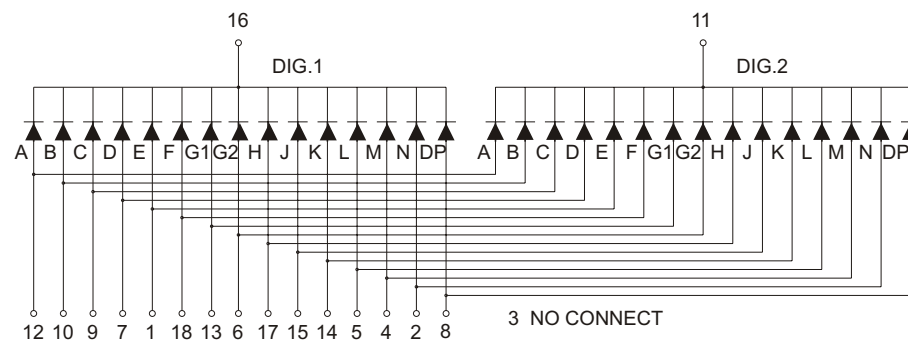 16 11
DIG.1 DIG.2
A B C D E F G1 G2 H J K L M N DP A B C D E F G1 G2 H J K L M N DP
12 10 9 7 1 18 13 6 17 15 14 5 4 2 8 3 NO CONNECT